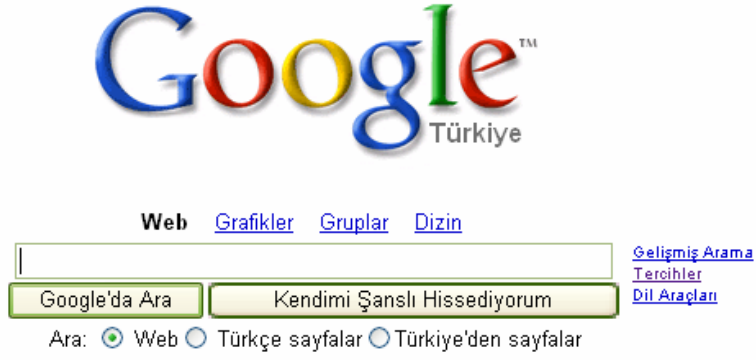 Google™
Türkiye
Web Grafikler Gruplar Dizin
Gelişmiş Arama
Tercihler
Dil Araçları
Google'da Ara Kendimi Şanslı Hissediyorum
Ara: Web Türkçe sayfalar Türkiye'den sayfalar